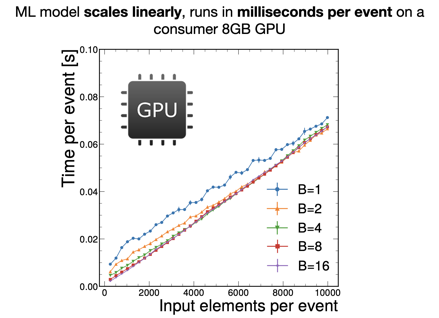 ML model scales linearly, runs in milliseconds per event on a
consumer 8GB GPU
Time per event [s]
0.10
0.08
0.06
0.04
0.02
0.00
GPU
B=1
B=2
B=4
B=8
B=16
0 2000 4000 6000 8000 10000
Input elements per event